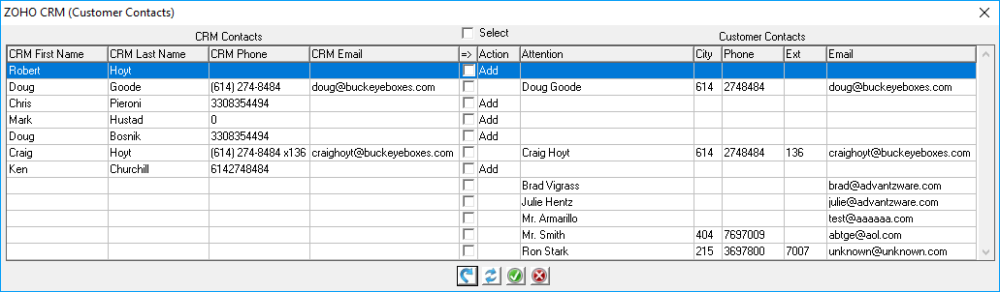 ZOHO CRM (Customer Contacts)
CRM Contacts Select Customer Contacts
CRM First Name CRM Last Name CRM Phone CRM Email => Action Attention City Phone Ext Email
Robert Hoyt Add
Doug Goode (614) 274-8484 doug@buckeyeboxes.com Doug Goode 614 2748484 doug@buckeyeboxes.com
Chris Pieroni 3308354494 Add
Mark Hustad 0 Add
Doug Bosnik 3308354494 Add
Craig Hoyt (614) 274-8484 x136 craighoyt@buckeyeboxes.com Craig Hoyt 614 2748484 136 craighoyt@buckeyeboxes.com
Ken Churchill 6142748484 Add
Brad Vigrass brad@advantzware.com
Julie Hentz julie@advantzware.com
Mr. Armarillo test@aaaaaa.com
Mr. Smith 404 7697009 abtge@aol.com
Ron Stark 215 3697800 7007 unknown@unknown.com